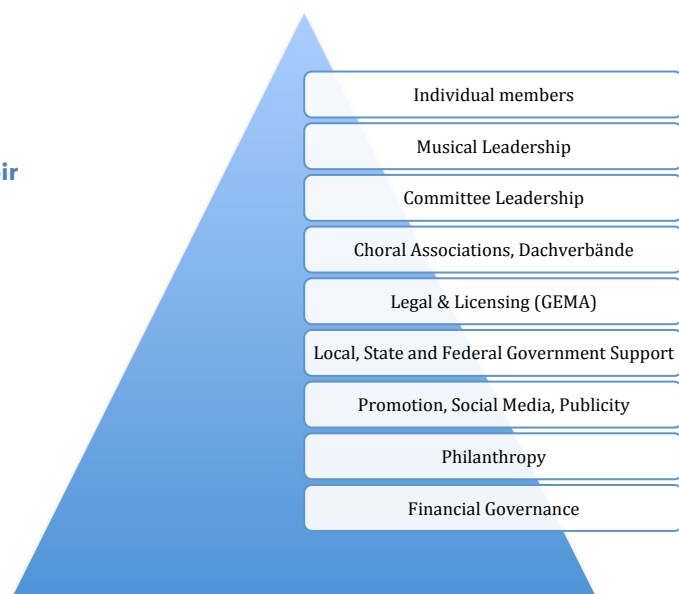 Individual members
Musical Leadership
Committee Leadership
Choral Associations, Dachverbände
Legal & Licensing (GEMA)
Local, State and Federal Government Support
Promotion, Social Media, Publicity
Philanthropy
Financial Governance